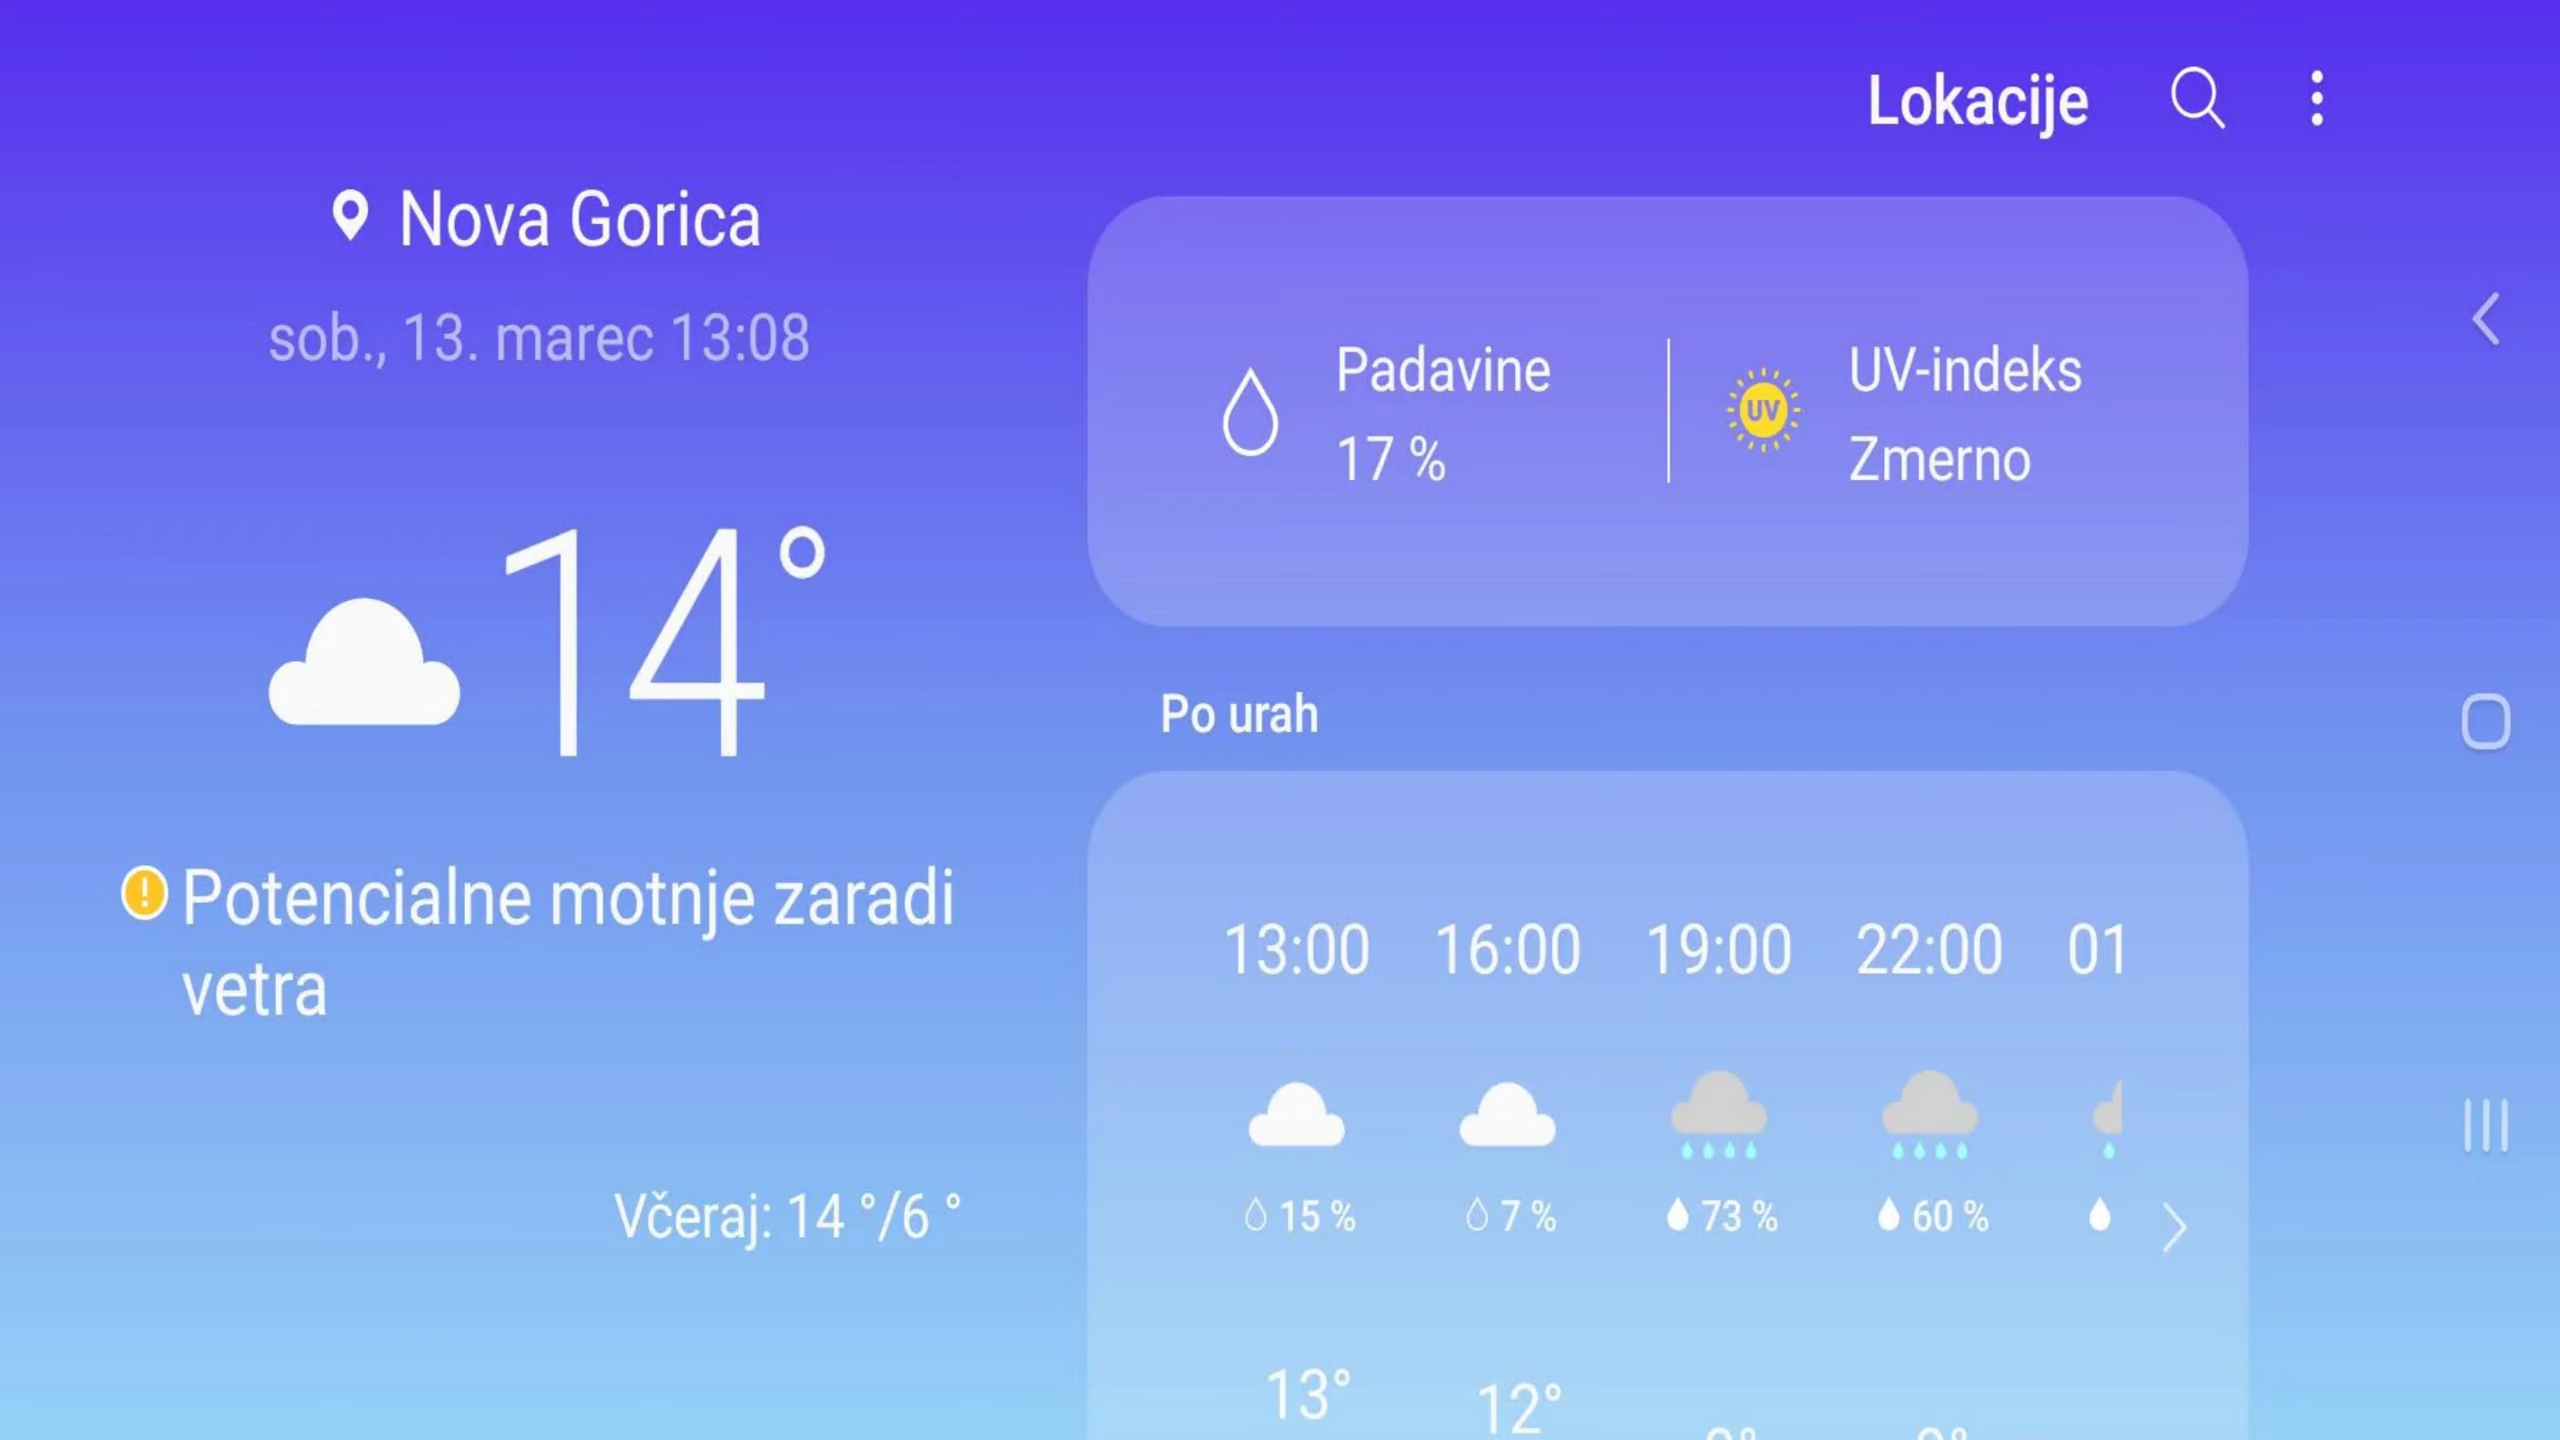 Lokacije
Nova Gorica
sob., 13. marec 13:08
14°
Potencialne motnje zaradi
vetra
Včeraj: 14 °/6 °
Padavine
17 %
UV
UV-indeks
Zmerno
Po urah
13:00 16:00 19:00 22:00 01
15 % 7 % 73 % 60 %
13° 12°